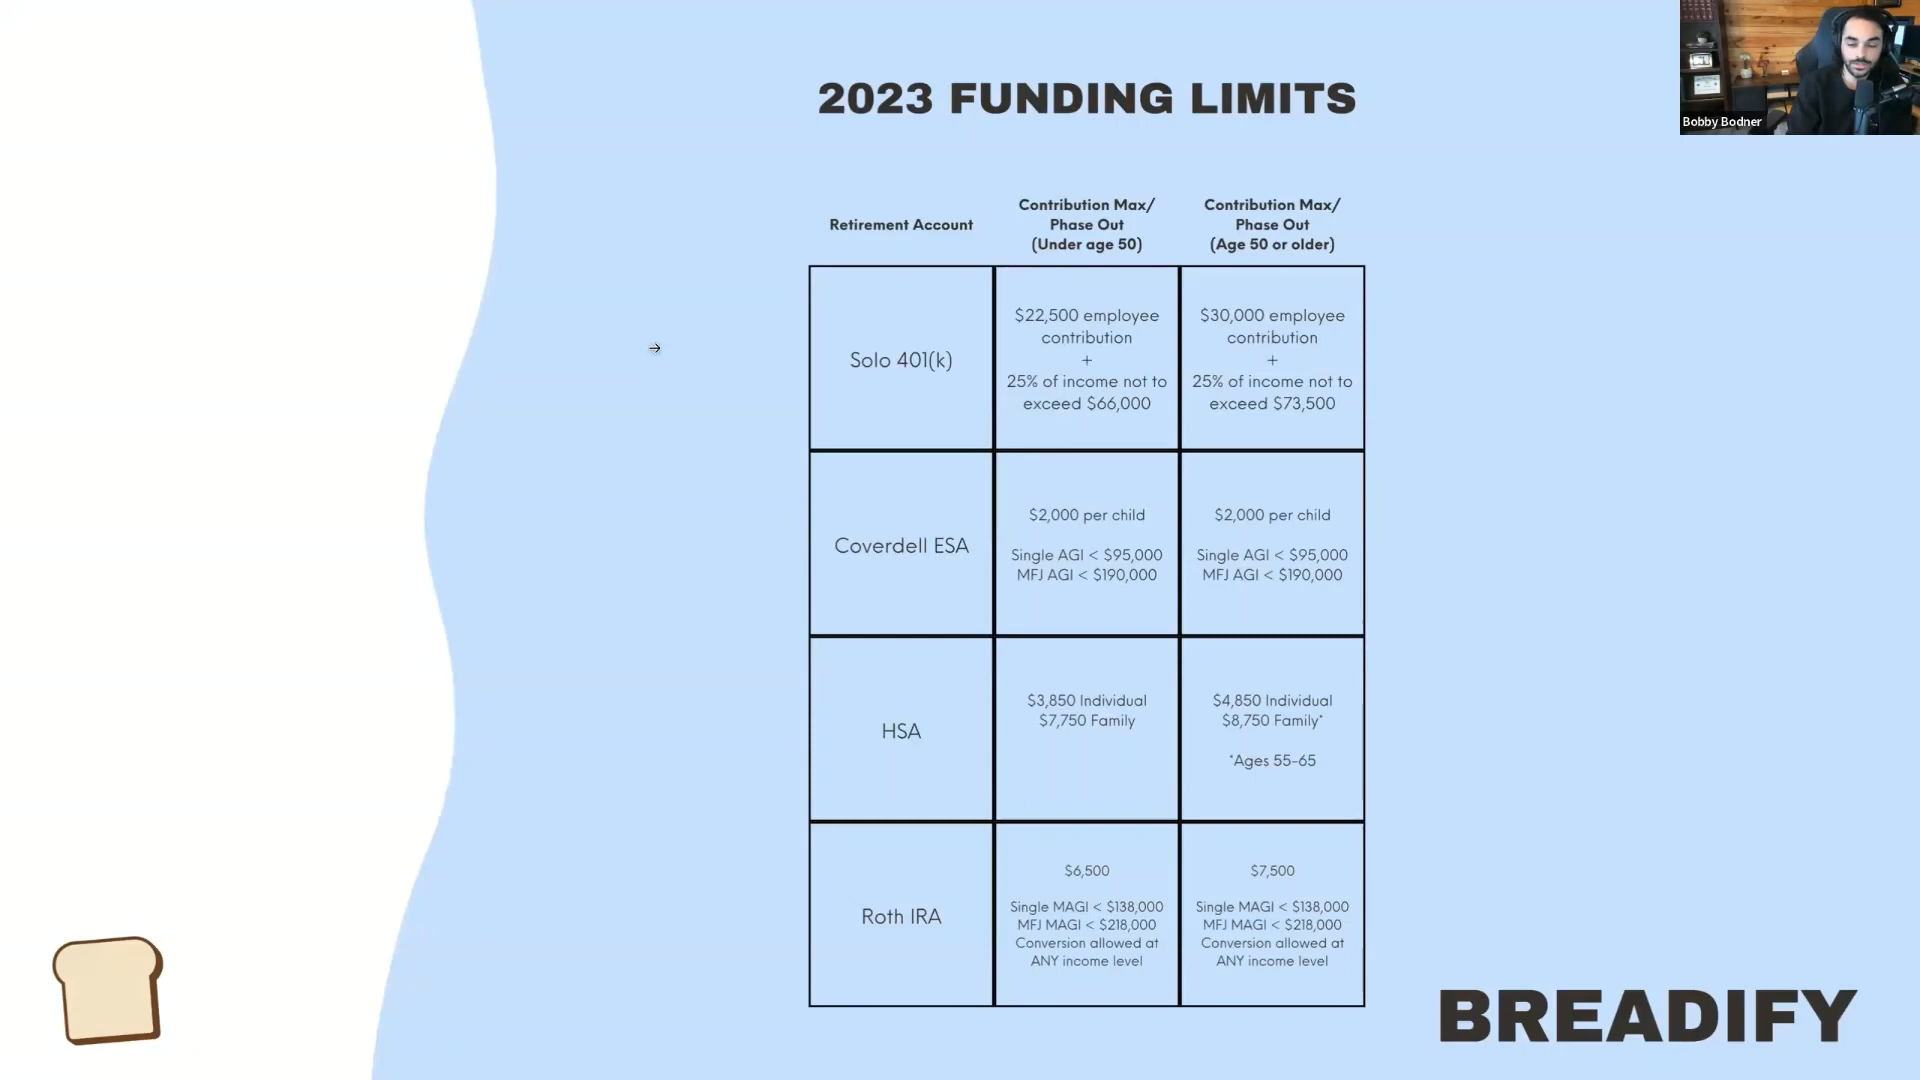 2023 FUNDING LIMITS
Bobby Bodner
Retirement Account
Contribution Max/
Phase Out
(Under age 50)
Contribution Max/
Phase Out
(Age 50 or older)
Solo 401(k)
$22,500 employee
contribution
+
25% of income not to
exceed $66,000
$30,000 employee
contribution
+
25% of income not to
exceed $73,500
Coverdell ESA
$2,000 per child
Single AGI < $95,000
MFJ AGI < $190,000
$2,000 per child
Single AGI < $95,000
MFJ AGI < $190,000
HSA
$3,850 Individual
$7,750 Family
$4,850 Individual
$8,750 Family*
*Ages 55-65
Roth IRA
$6,500
Single MAGI < $138,000
MFJ MAGI < $218,000
Conversion allowed at
ANY income level
$7,500
Single MAGI < $138,000
MFJ MAGI < $218,000
Conversion allowed at
ANY income level
BREADIFY